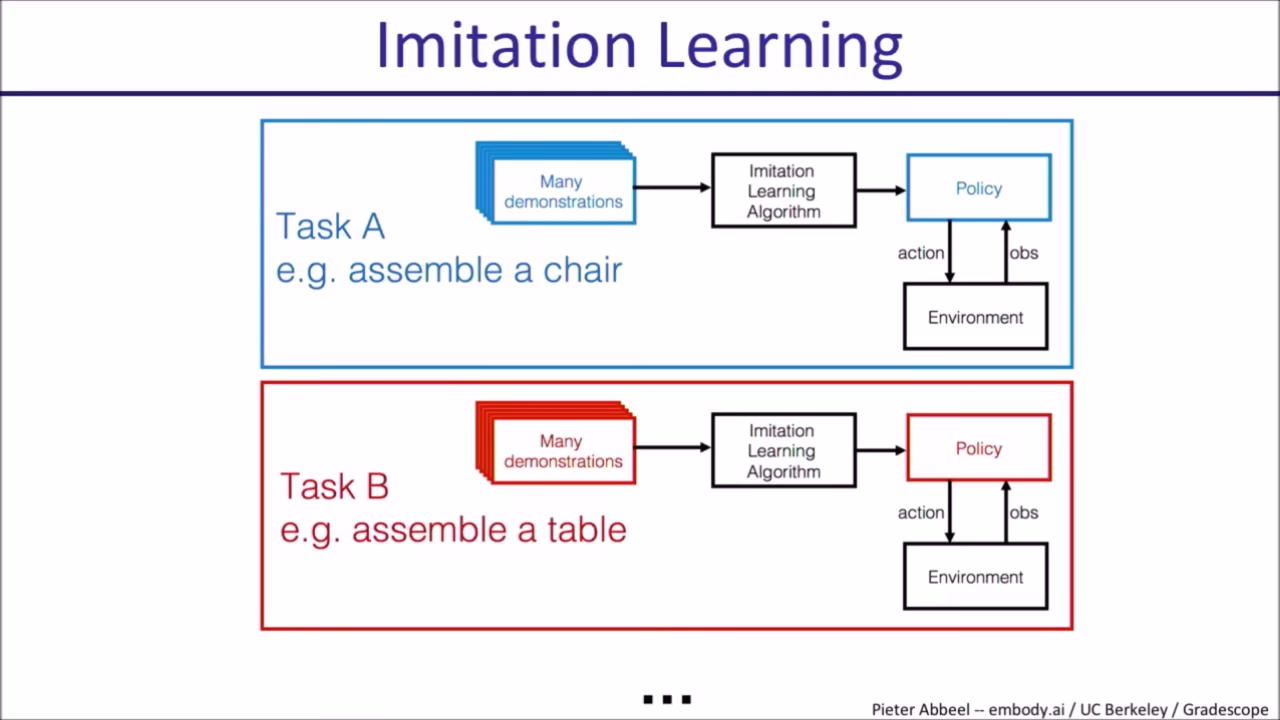 Imitation Learning
Task A
e.g. assemble a chair
Many
demonstrations
Imitation
Learning
Algorithm
Policy
action
obs
Environment
Task B
e.g. assemble a table
Many
demonstrations
Imitation
Learning
Algorithm
Policy
action
obs
Environment
...
Pieter Abbeel -- embody.ai / UC Berkeley / Gradescope